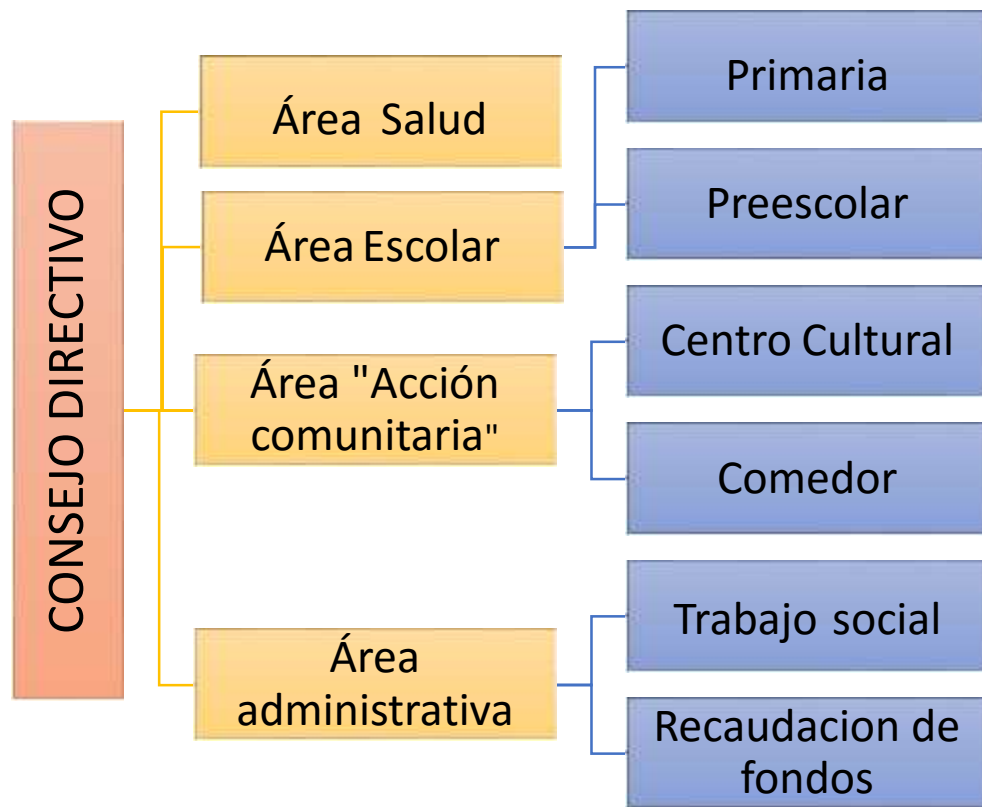 CONSEJO DIRECTIVO
Área Salud
Área Escolar
Área "Acción
comunitaria"
Área
administrativa
Primaria
Preescolar
Centro Cultural
Comedor
Trabajo social
Recaudacion de
fondos